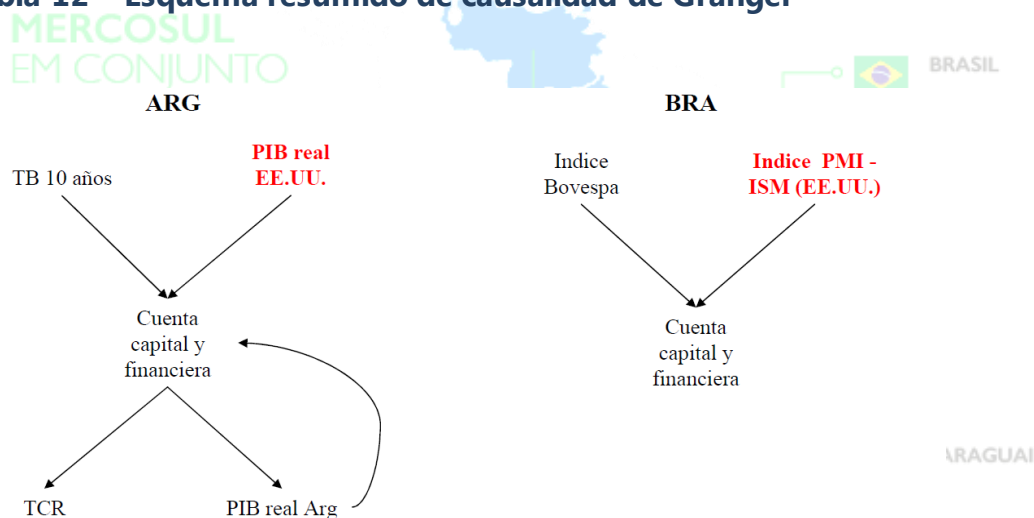 Esquema resumido de causalidad de Granger
MERCOSUL
EM CONJUNTO
BRASIL
ARG
BRA
TB 10 años
PIB real
EE.UU.
Indice
Bovespa
Indice PMI -
ISM (EE.UU.)
Cuenta
capital y
financiera
Cuenta
capital y
financiera
TCR
PIB real Arg